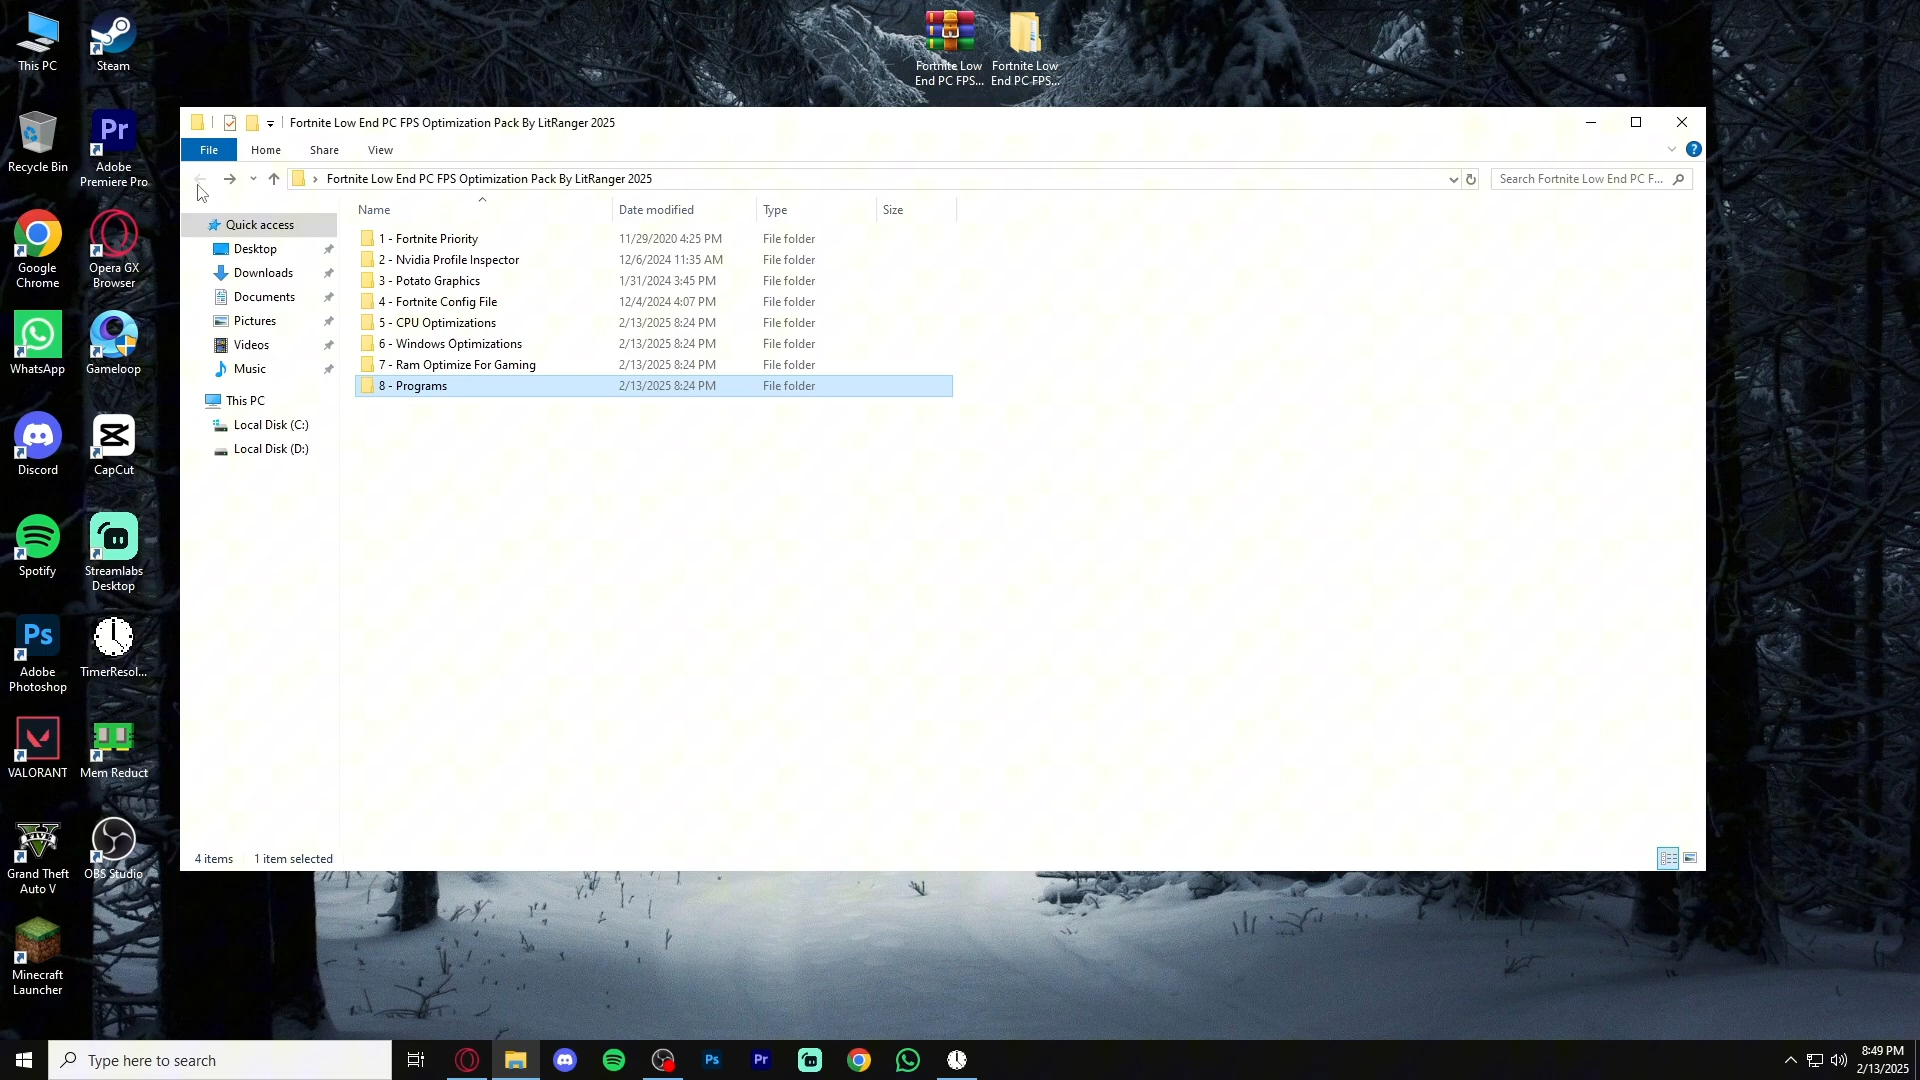 This PC
Steam
Fortnite Low
End PC FPS...
Fortnite Low
End PC FPS...
Recycle Bin
Adobe
Premiere Pro
Google
Chrome
Opera GX
Browser
WhatsApp
Gameloop
Discord
CapCut
Spotify
Streamlabs
Desktop
Adobe
Photoshop
TimerResol...
VALORANT
Mem Reduct
Grand Theft
Auto V
OBS Studio
Minecraft
Launcher
Fortnite Low End PC FPS Optimization Pack By LitRanger 2025
File Home Share View
Fortnite Low End PC FPS Optimization Pack By LitRanger 2025
Search Fortnite Low End PC F...
Quick access
Desktop
Downloads
Documents
Pictures
Videos
Music
This PC
Local Disk (C:)
Local Disk (D:)
Name Date modified Type Size
1 - Fortnite Priority 11/29/2020 4:25 PM File folder
2 - Nvidia Profile Inspector 12/6/2024 11:35 AM File folder
3 - Potato Graphics 1/31/2024 3:45 PM File folder
4 - Fortnite Config File 12/4/2024 4:07 PM File folder
5 - CPU Optimizations 2/13/2025 8:24 PM File folder
6 - Windows Optimizations 2/13/2025 8:24 PM File folder
7 - Ram Optimize For Gaming 2/13/2025 8:24 PM File folder
8 - Programs 2/13/2025 8:24 PM File folder
4 items 1 item selected
Type here to search
Ps
Pr
8:49 PM
2/13/2025